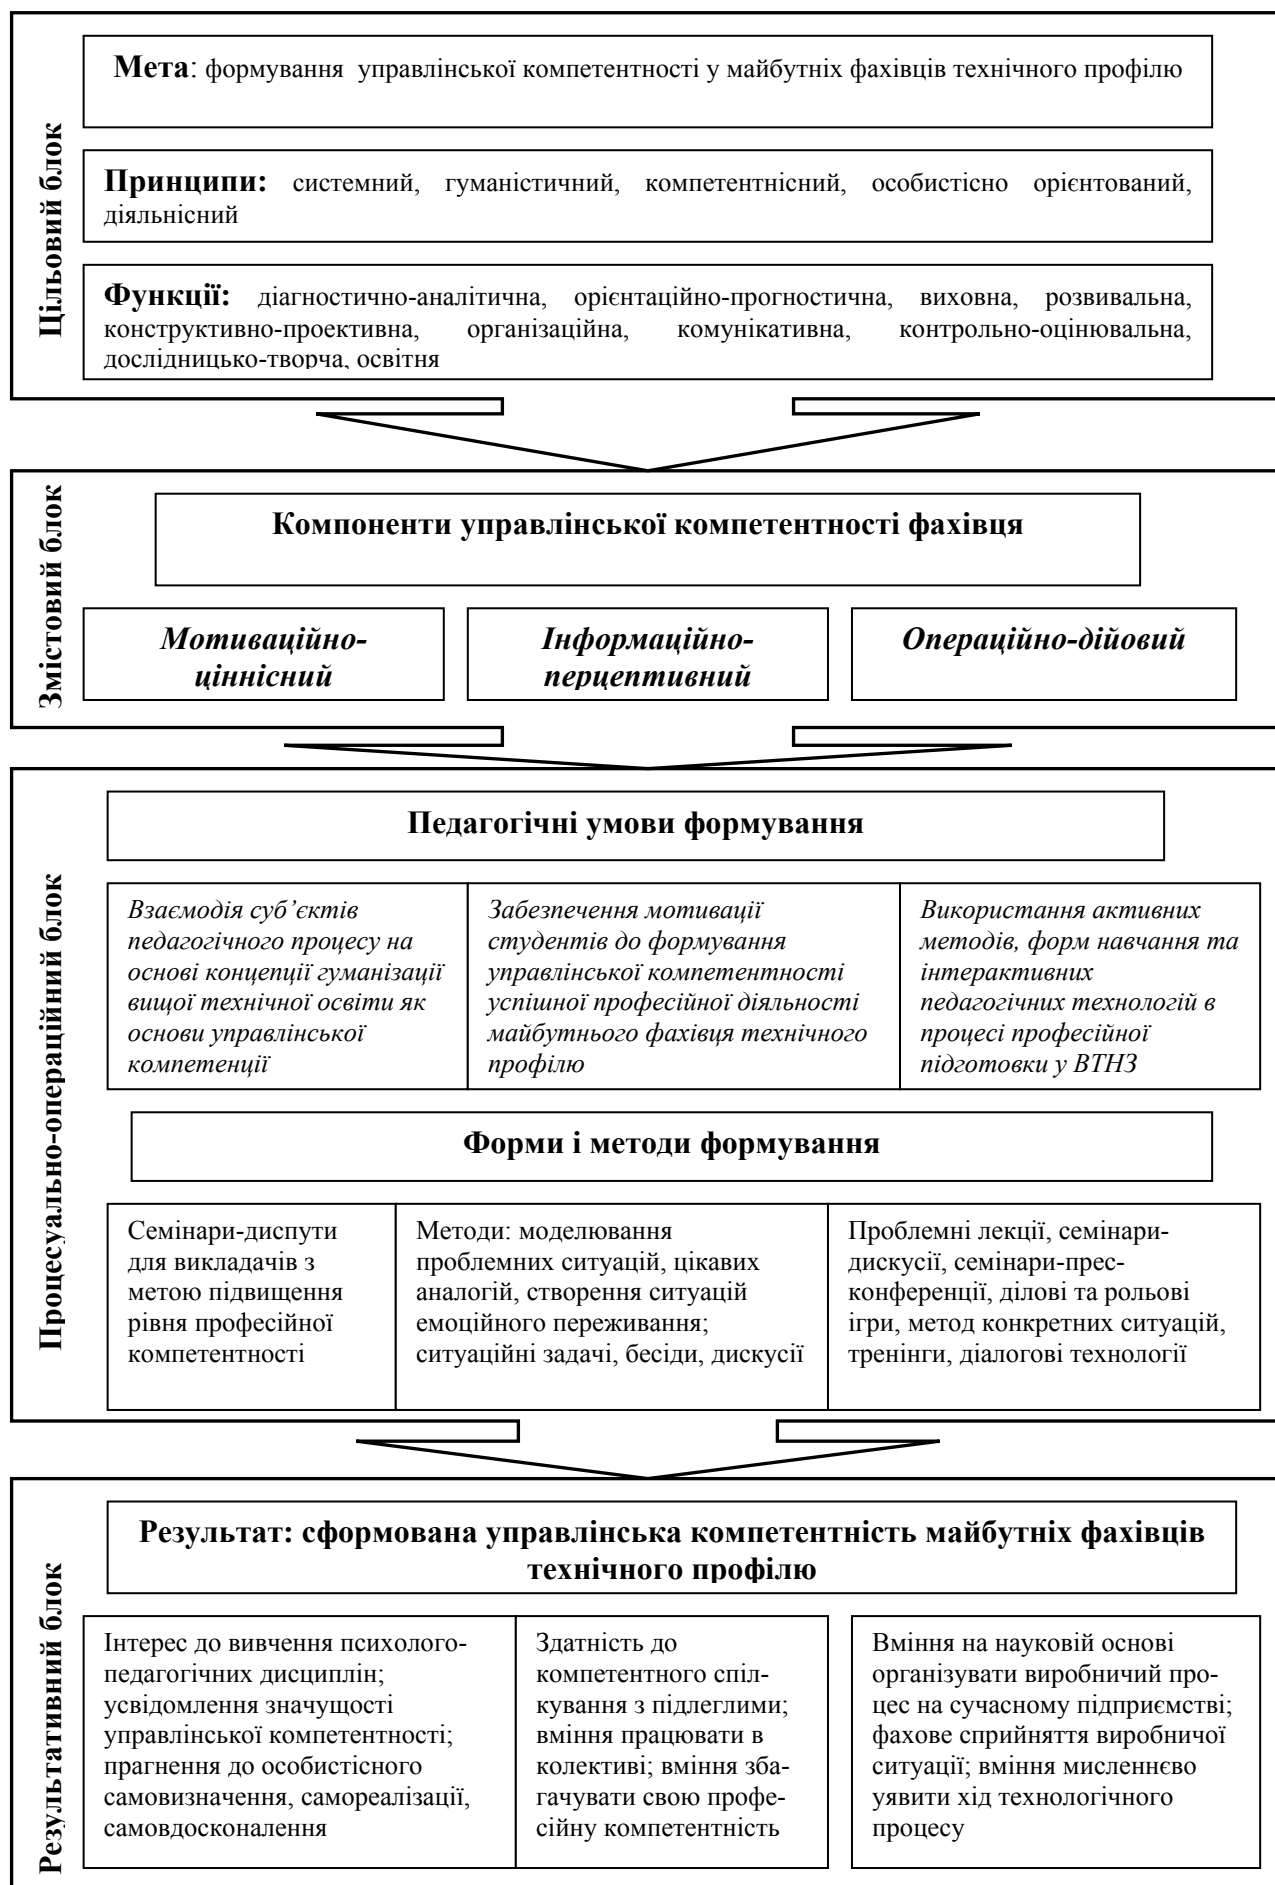 Цільовий блок
Мета: формування управлінської компетентності у майбутніх фахівців технічного профілю
Принципи: системний, гуманістичний, компетентнісний, особистісно орієнтований,
діяльнісний
Функції: діагностично-аналітична, орієнтаційно-прогностична, виховна, розвивальна,
конструктивно-проективна, організаційна, комунікативна, контрольно-оцінювальна,
дослідницько-творча, освітня
Змістовий блок
Компоненти управлінської компетентності фахівця
Мотиваційно-
ціннісний
Інформаційно-
перцептивний
Операційно-дійовий
Процесуально-операційний блок
Педагогічні умови формування
Взаємодія суб’єктів
педагогічного процесу на
основі концепції гуманізації
вищої технічної освіти як
основи управлінської
компетенції
Забезпечення мотивації
студентів до формування
управлінської компетентності
успішної професійної діяльності
майбутнього фахівця технічного
профілю
Використання активних
методів, форм навчання та
інтерактивних
педагогічних технологій в
процесі професійної
підготовки у ВТНЗ
Форми і методи формування
Семінари-диспути
для викладачів з
метою підвищення
рівня професійної
компетентності
Методи: моделювання
проблемних ситуацій, цікавих
аналогій, створення ситуацій
емоційного переживання;
ситуаційні задачі, бесіди, дискусії
Проблемні лекції, семінари-
дискусії, семінари-прес-
конференції, ділові та рольові
ігри, метод конкретних ситуацій,
тренінги, діалогові технології
Результативний блок
Результат: сформована управлінська компетентність майбутніх фахівців
технічного профілю
Інтерес до вивчення психолого-
педагогічних дисциплін;
усвідомлення значущості
управлінської компетентності;
прагнення до особистісного
самовизначення, самореалізації,
самовдосконалення
Здатність до
компетентного спіл-
кування з підлеглими;
вміння працювати в
колективі; вміння зба-
гачувати свою профе-
сійну компетентність
Вміння на науковій основі
організувати виробничий про-
цес на сучасному підприємстві;
фахове сприйняття виробничої
ситуації; вміння мисленнєво
уявити хід технологічного
процесу